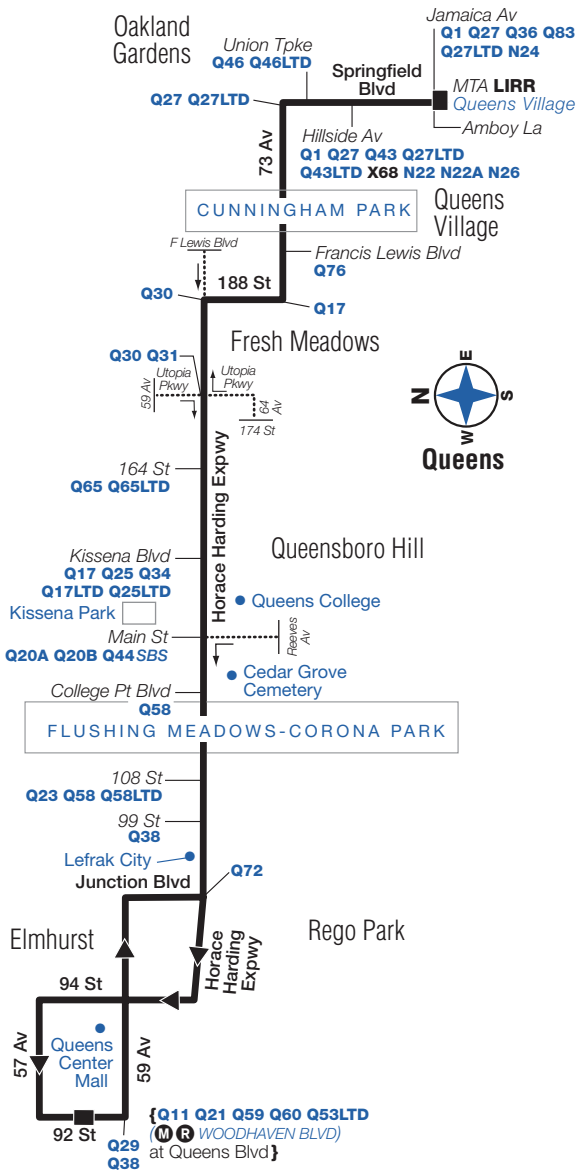 Oakland
Gardens
Jamaica Av
Q1 Q27 Q36 Q83
Q27LTD N24
Union Tpke
Q46 Q46LTD
Springfield
Blvd
MTA LIRR
Queens Village
Q27 Q27LTD
Amboy La
Hillside Av
Q1 Q27 Q43 Q27LTD
Q43LTD X68 N22 N22A N26
73 Av
CUNNINGHAM PARK
Queens
Village
F Lewis Blvd
Francis Lewis Blvd
Q76
188 St
Q30
Q17
Fresh Meadows
Q30 Q31
Utopia
Pkwy
Utopia
Pkwy
59 Av
64
Av
174 St
E
N
S
W
Queens
164 St
Q65 Q65LTD
Horace Harding Expwy
Kissena Blvd
Q17 Q25 Q34
Q17LTD Q25LTD
Queensboro Hill
Kissena Park
Queens College
Main St
Q20A Q20B Q44SBS
Reeves
Av
Cedar Grove
Cemetery
College Pt Blvd
Q58
FLUSHING MEADOWS-CORONA PARK
108 St
Q23 Q58 Q58LTD
99 St
Q38
Lefrak City
Junction Blvd
Q72
Elmhurst
Rego Park
Horace
Harding
Expwy
94 St
57 Av
Queens
Center
Mall
59 Av
92 St
Q29
Q38
{Q11 Q21 Q59 Q60 Q53LTD
(M R WOODHAVEN BLVD)
at Queens Blvd}